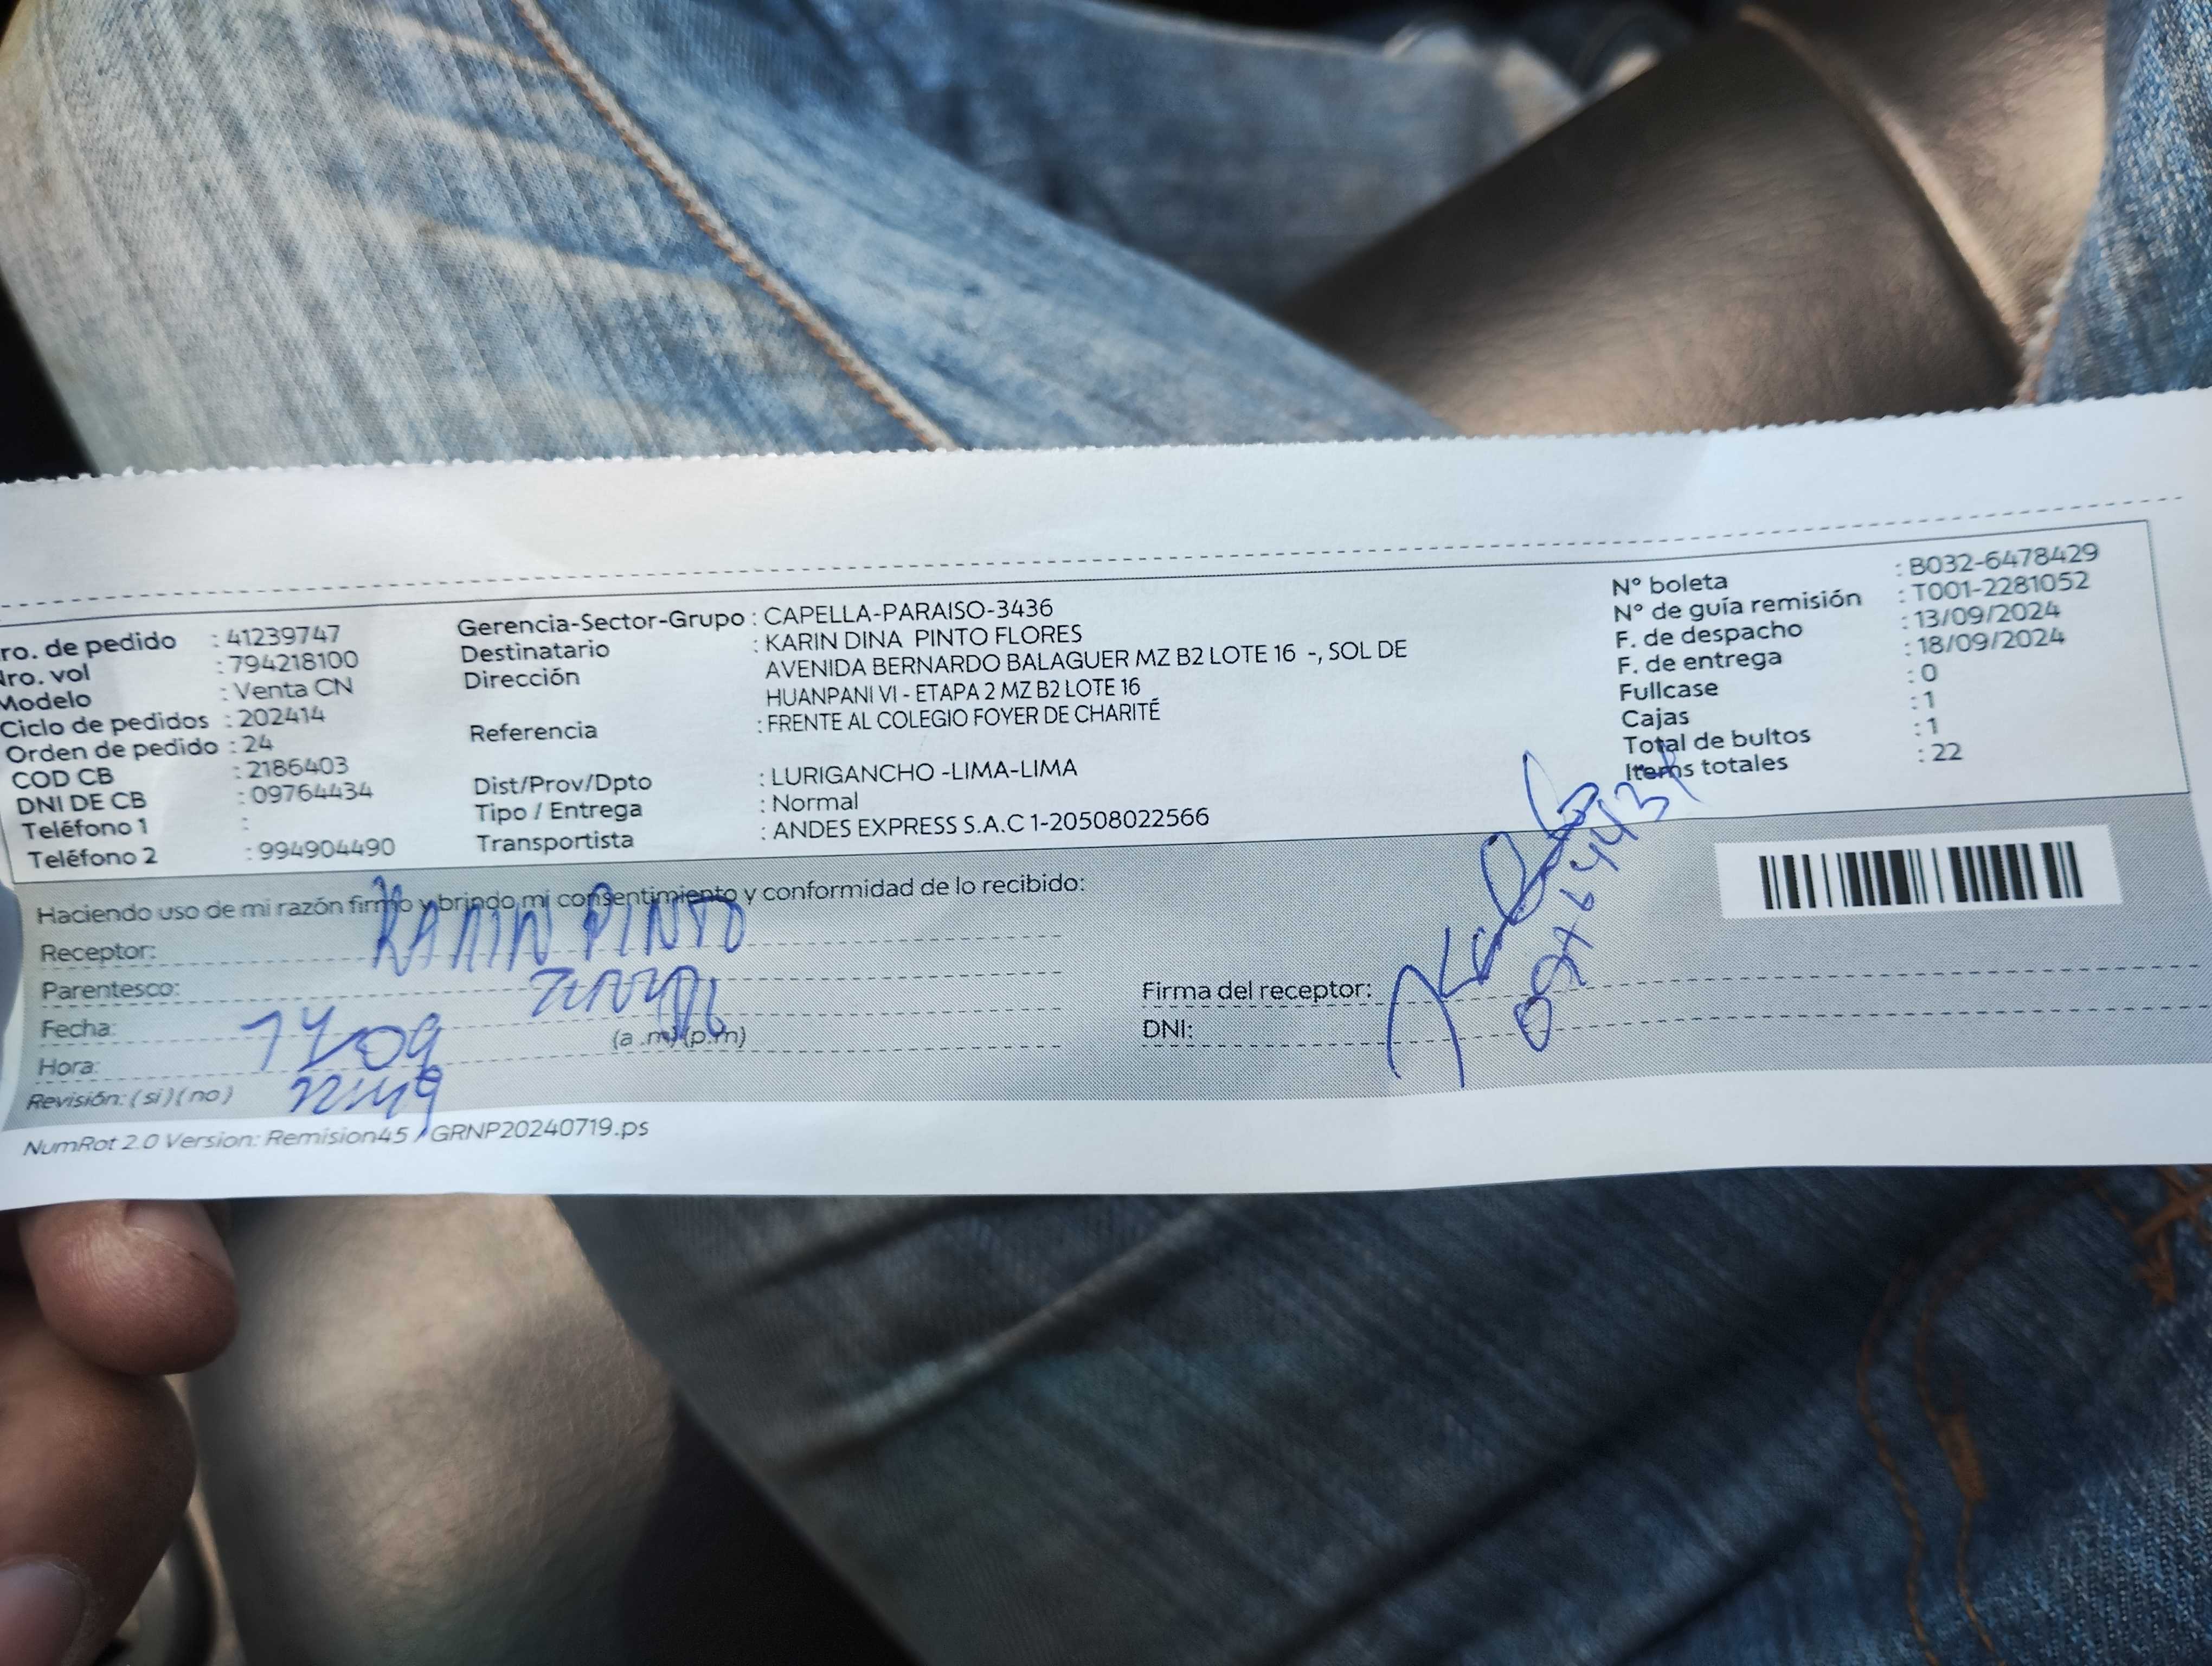 ro. de pedido : 41239747
Nro. vol : 794218100
Modelo : Venta CN
Ciclo de pedidos : 202414
Orden de pedido : 24
COD CB : 2186403
DNI DE CB : 09764434
Teléfono 1 :
Teléfono 2 : 994904490
Gerencia-Sector-Grupo : CAPELLA-PARAISO-3436
Destinatario : KARIN DINA PINTO FLORES
Dirección AVENIDA BERNARDO BALAGUER MZ B2 LOTE 16 -, SOL DE
HUANPANI VI - ETAPA 2 MZ B2 LOTE 16
Referencia : FRENTE AL COLEGIO FOYER DE CHARITÉ
Dist/Prov/Dpto : LURIGANCHO -LIMA-LIMA
Tipo / Entrega : Normal
Transportista : ANDES EXPRESS S.A.C 1-20508022566
N° boleta : B032-6478429
N° de guía remisión : T001-2281052
F. de despacho : 13/09/2024
F. de entrega : 18/09/2024
Fullcase : 0
Cajas : 1
Total de bultos : 1
Items totales : 22
Haciendo uso de mi razón firmo y brindo mi consentimiento y conformidad de lo recibido:
Receptor: KARIN PINTO
Parentesco:
Fecha:
Hora: (a .m) (p.m)
Revisión: ( si ) ( no )
Firma del receptor:
DNI: 09764434
NumRot 2.0 Version: Remision45 / GRNP20240719.ps